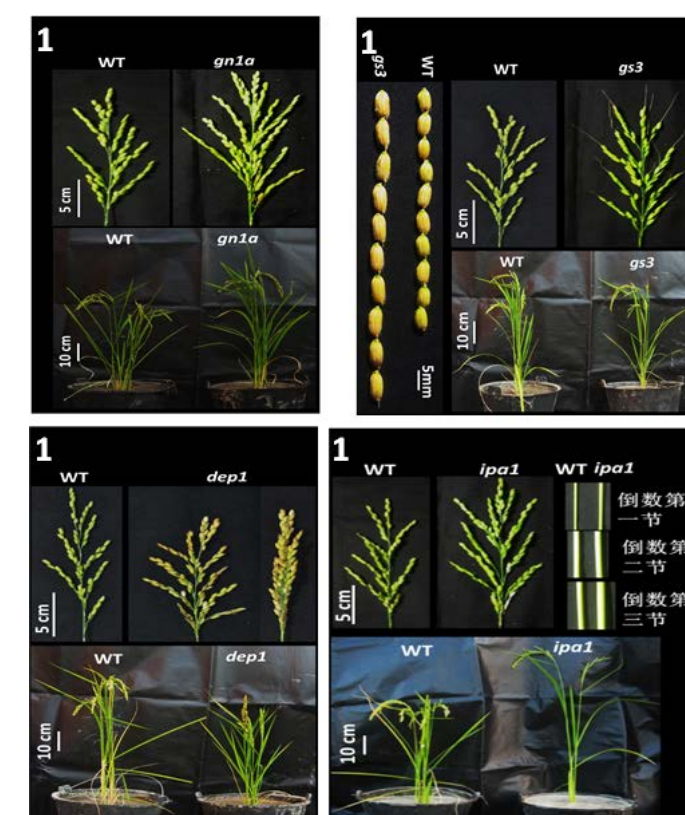 1
WT gn1a
5 cm
WT gn1a
10 cm
1
gs3 WT
5mm
WT gs3
5 cm
WT gs3
10 cm
1
WT dep1
5 cm
WT dep1
10 cm
1
WT ipa1
5 cm
WT ipa1
倒数第
一节
倒数第
二节
倒数第
三节
WT ipa1
10 cm